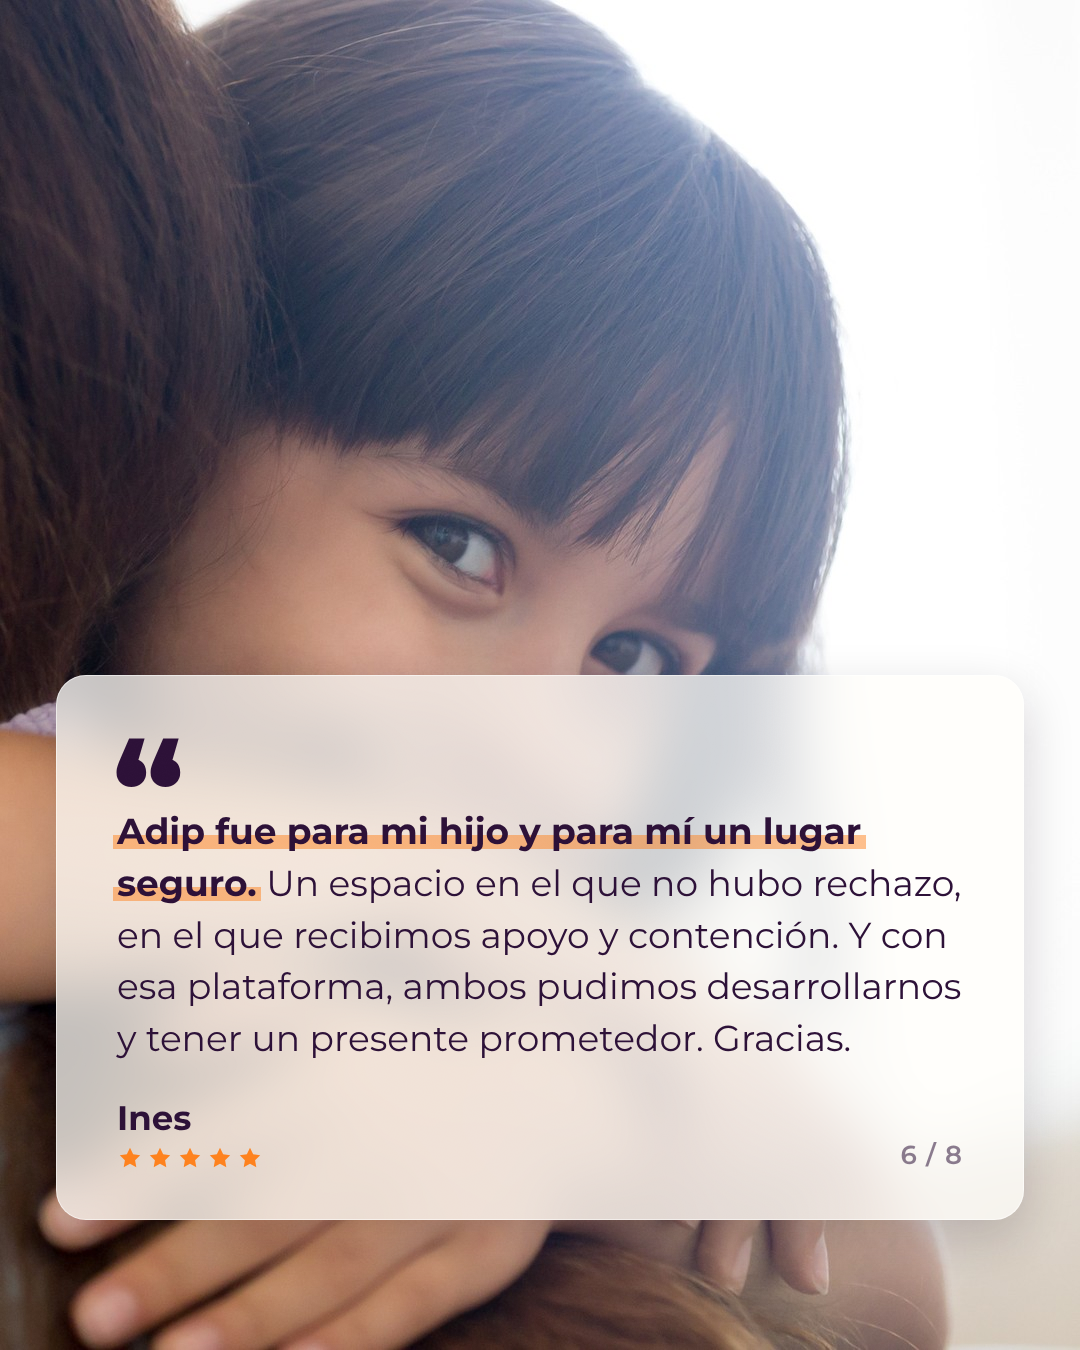 “
Adip fue para mi hijo y para mí un lugar
seguro. Un espacio en el que no hubo rechazo,
en el que recibimos apoyo y contención. Y con
esa plataforma, ambos pudimos desarrollarnos
y tener un presente prometedor. Gracias.
Ines
6 / 8